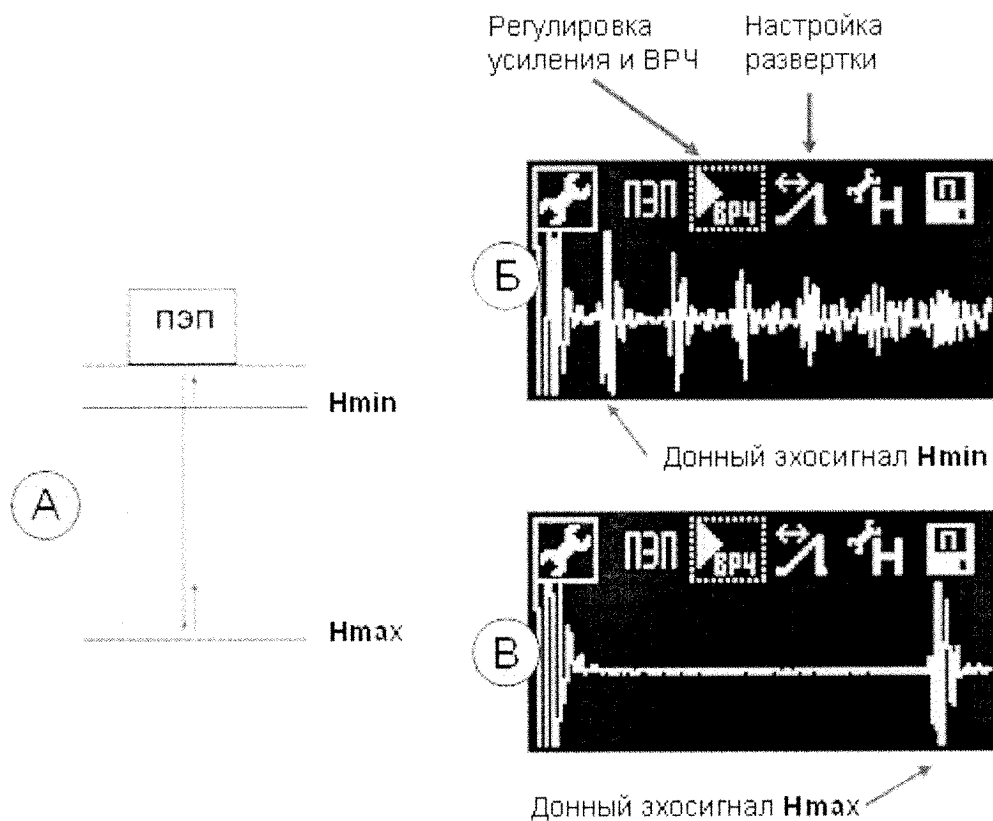 Регулировка
усиления и ВРЧ
Настройка
развертки
ПЭП
ВРЧ
H
П
Б
ПЭП
Hmin
А
Hmax
Донный эхосигнал Hmin
ПЭП
ВРЧ
H
П
В
Донный эхосигнал Hmax